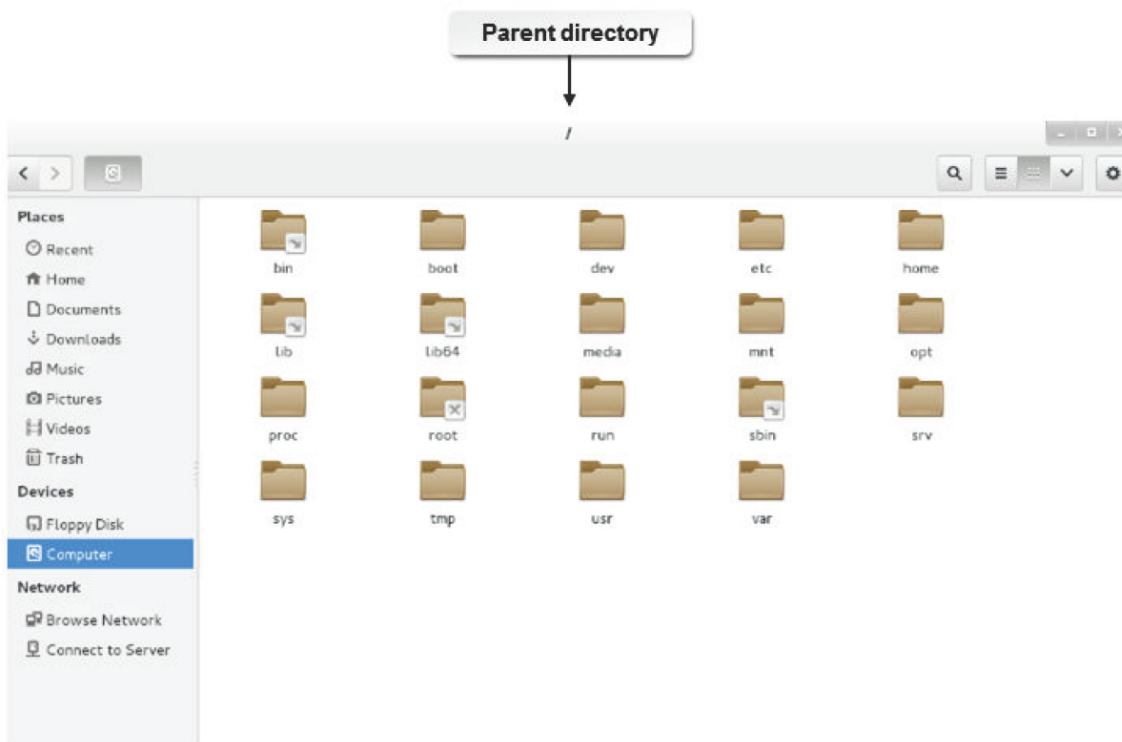 Parent directory
/
Places
Recent
Home
Documents
Downloads
Music
Pictures
Videos
Trash
Devices
Floppy Disk
Computer
Network
Browse Network
Connect to Server
bin boot dev etc home
lib lib64 media mnt opt
proc root run sbin srv
sys tmp usr var